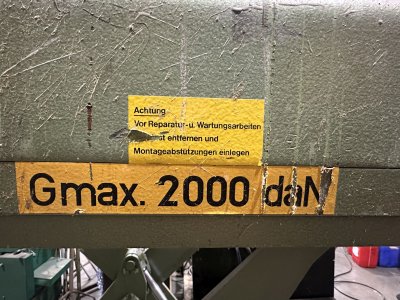 Achtung
Vor Reparatur-u. Wartungsarbeiten
entfernen und
Montageabstützungen einlegen
Gmax. 2000 daN